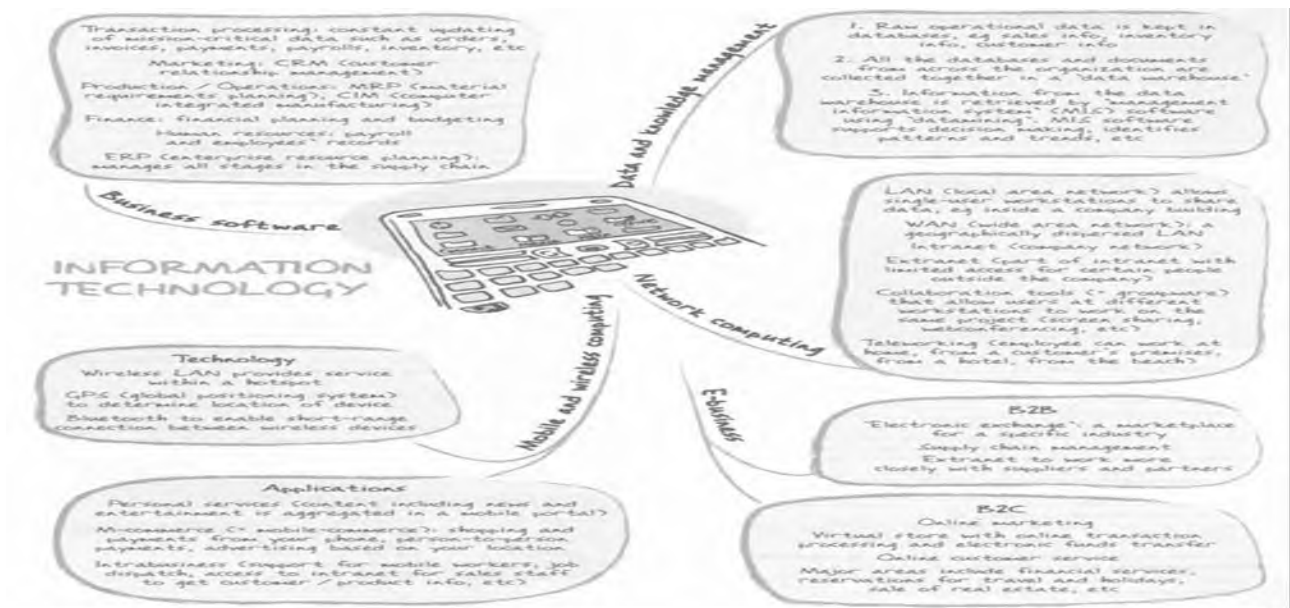 INFORMATION
TECHNOLOGY
Business software
Transaction processing: constant updating
of mission-critical data such as orders,
invoices, payments, payrolls, inventory, etc
Marketing: CRM (customer
relationship management)
Production / Operations: MRP (material
requirements planning), CIM (computer
integrated manufacturing)
Finance: financial planning and budgeting
Human resources: payroll
and employees' records
ERP (enterprise resource planning):
manages all stages in the supply chain
Data and knowledge management
1. Raw operational data is kept in
databases, eg sales info, inventory
info, customer info
2. All the databases and documents
from across the organization are
collected together in a 'data warehouse'
3. Information from the data
warehouse is retrieved by 'management
information system' (MIS) software
using 'datamining'. MIS software
supports decision making, identifies
patterns and trends, etc
Network computing
LAN (local area network) allows
single-user workstations to share
data, eg inside a company building
WAN (wide area network): a
geographically dispersed LAN
Intranet (company network)
Extranet (part of intranet with
limited access for certain people
outside the company)
Collaboration tools (= groupware)
that allow users at different
workstations to work on the
same project (screen sharing,
webconferencing, etc)
Teleworking (employee can work at
home, from a customer's premises,
from a hotel, from the beach)
E-business
B2B
'Electronic exchange': a marketplace
for a specific industry
Supply chain management
Extranet to work more
closely with suppliers and partners
B2C
Online marketing
Virtual store with online transaction
processing and electronic funds transfer
Online customer service
Major areas include financial services,
reservations for travel and holidays,
sale of real estate, etc
Mobile and wireless computing
Technology
Wireless LAN provides service
within a hotspot
GPS (global positioning system)
to determine location of device
Bluetooth to enable short-range
connection between wireless devices
Applications
Personal services (content including news and
entertainment is aggregated in a mobile portal)
M-commerce (= mobile-commerce): shopping and
payments from your phone, person-to-person
payments, advertising based on your location
Intrabusiness (support for mobile workers, job
dispatch, access to intranet for sales staff
to get customer / product info, etc)